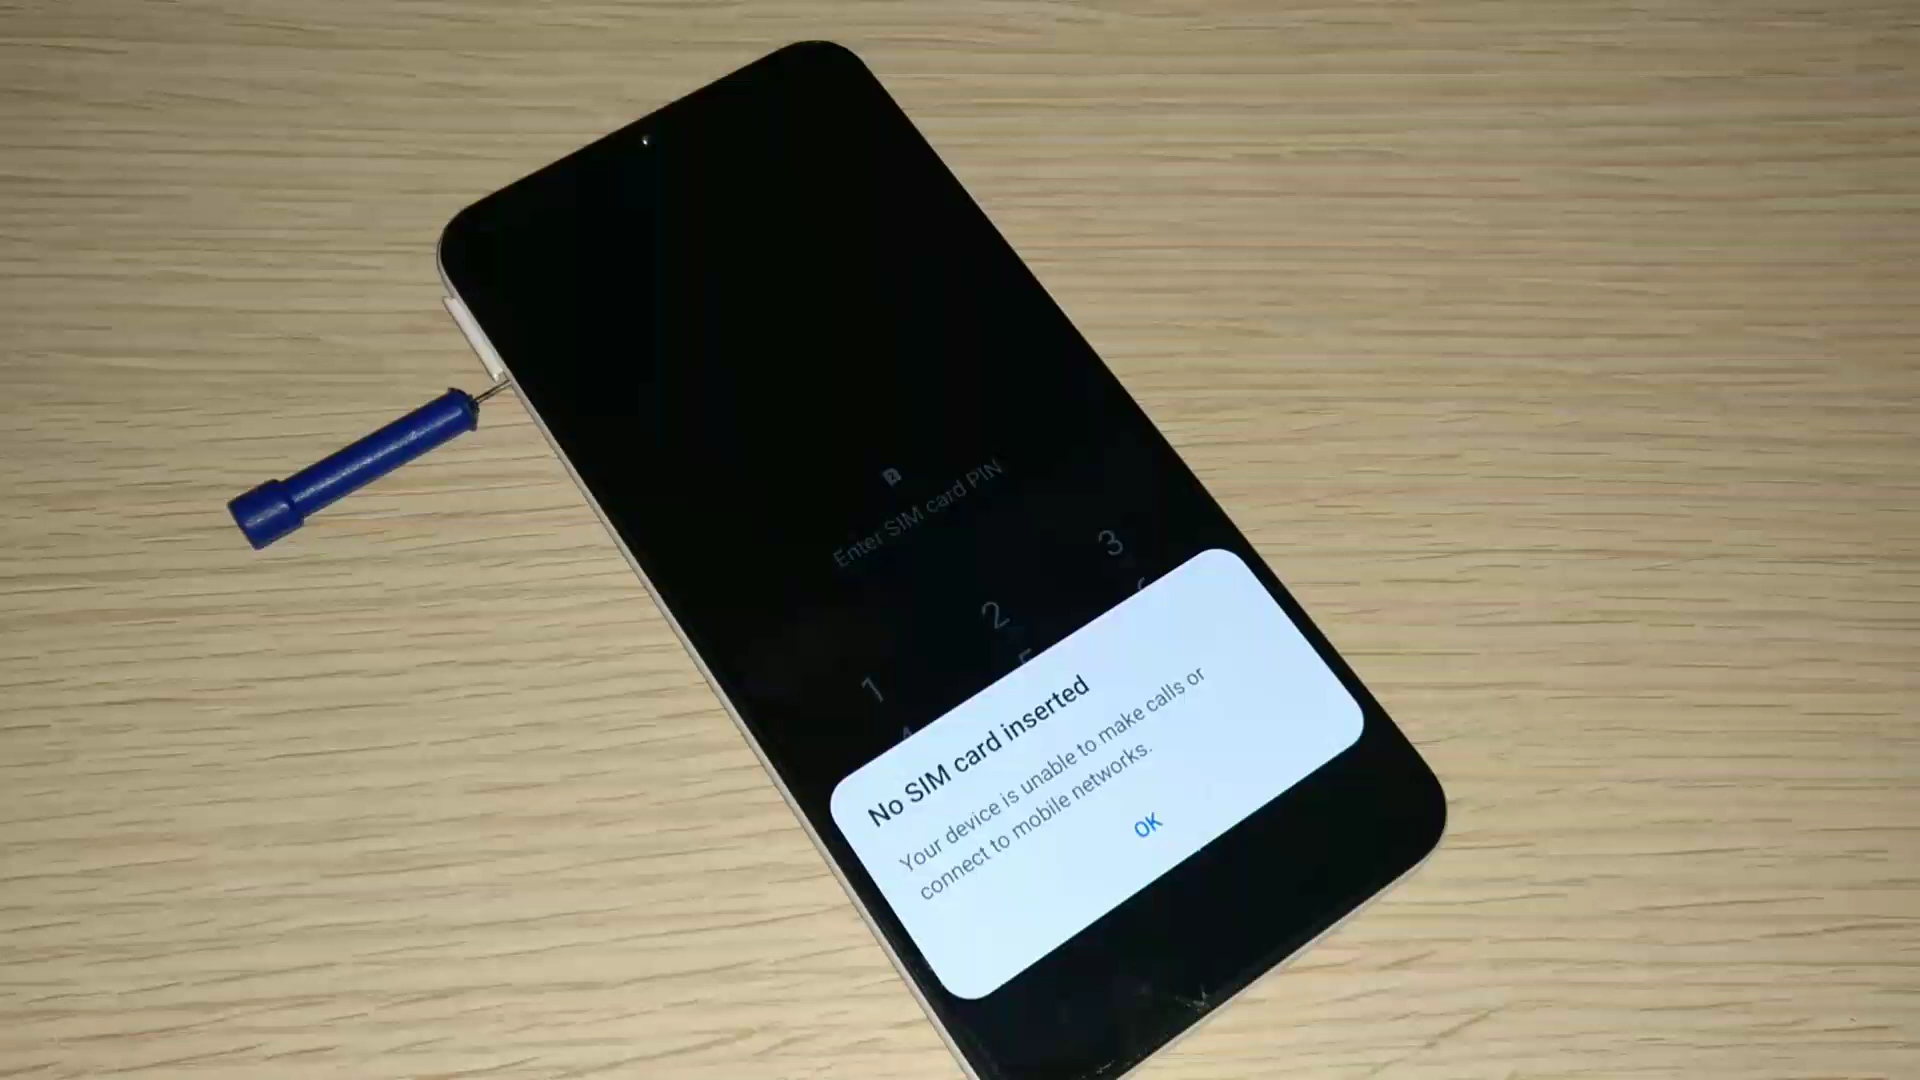 Enter SIM card PIN
1 2 3
No SIM card inserted
Your device is unable to make calls or
connect to mobile networks.
OK